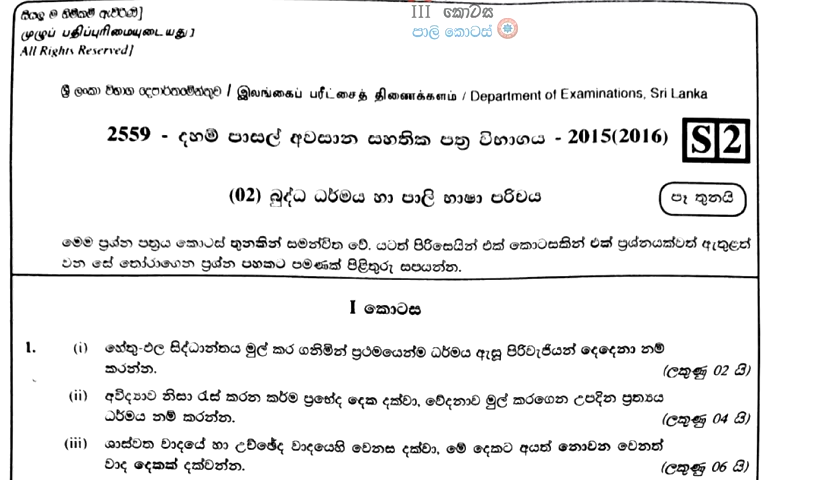 සියලු ම හිමිකම් ඇවිරිණි]
முழுப் பதிப்புரிமையுடையது]
All Rights Reserved]
III කොටස
පාලි කොටස්
ශ්‍රී ලංකා විභාග දෙපාර්තමේන්තුව / இலங்கைப் பரீட்சைத் திணைக்களம் / Department of Examinations, Sri Lanka
2559 - දහම් පාසල් අවසාන සහතික පත්‍ර විභාගය - 2015(2016)
S 2
(02) බුද්ධ ධර්මය හා පාලි භාෂා පරිචය
පැ තුනයි
මෙම ප්‍රශ්න පත්‍රය කොටස් තුනකින් සමන්විත වේ. යටත් පිරිසෙයින් එක් කොටසකින් එක් ප්‍රශ්නයක්වත් ඇතුළත්
වන සේ තෝරාගෙන ප්‍රශ්න පහකට පමණක් පිළිතුරු සපයන්න.
I කොටස
1. (i) හේතු-ඵල සිද්ධාන්තය මුල් කර ගනිමින් ප්‍රථමයෙන්ම ධර්මය ඇසූ පිරිවැජියන් දෙදෙනා නම්
කරන්න. (ලකුණු 02 යි)
(ii) අවිද්‍යාව නිසා රැස් කරන කර්ම ප්‍රභේද දෙක දක්වා, වේදනාව මුල් කරගෙන උපදින ප්‍රත්‍යය
ධර්මය නම් කරන්න. (ලකුණු 04 යි)
(iii) ශාස්වත වාදයේ හා උච්ඡේද වාදයෙහි වෙනස දක්වා, මේ දෙකට අයත් නොවන වෙනත්
වාද දෙකක් දක්වන්න. (ලකුණු 06 යි)